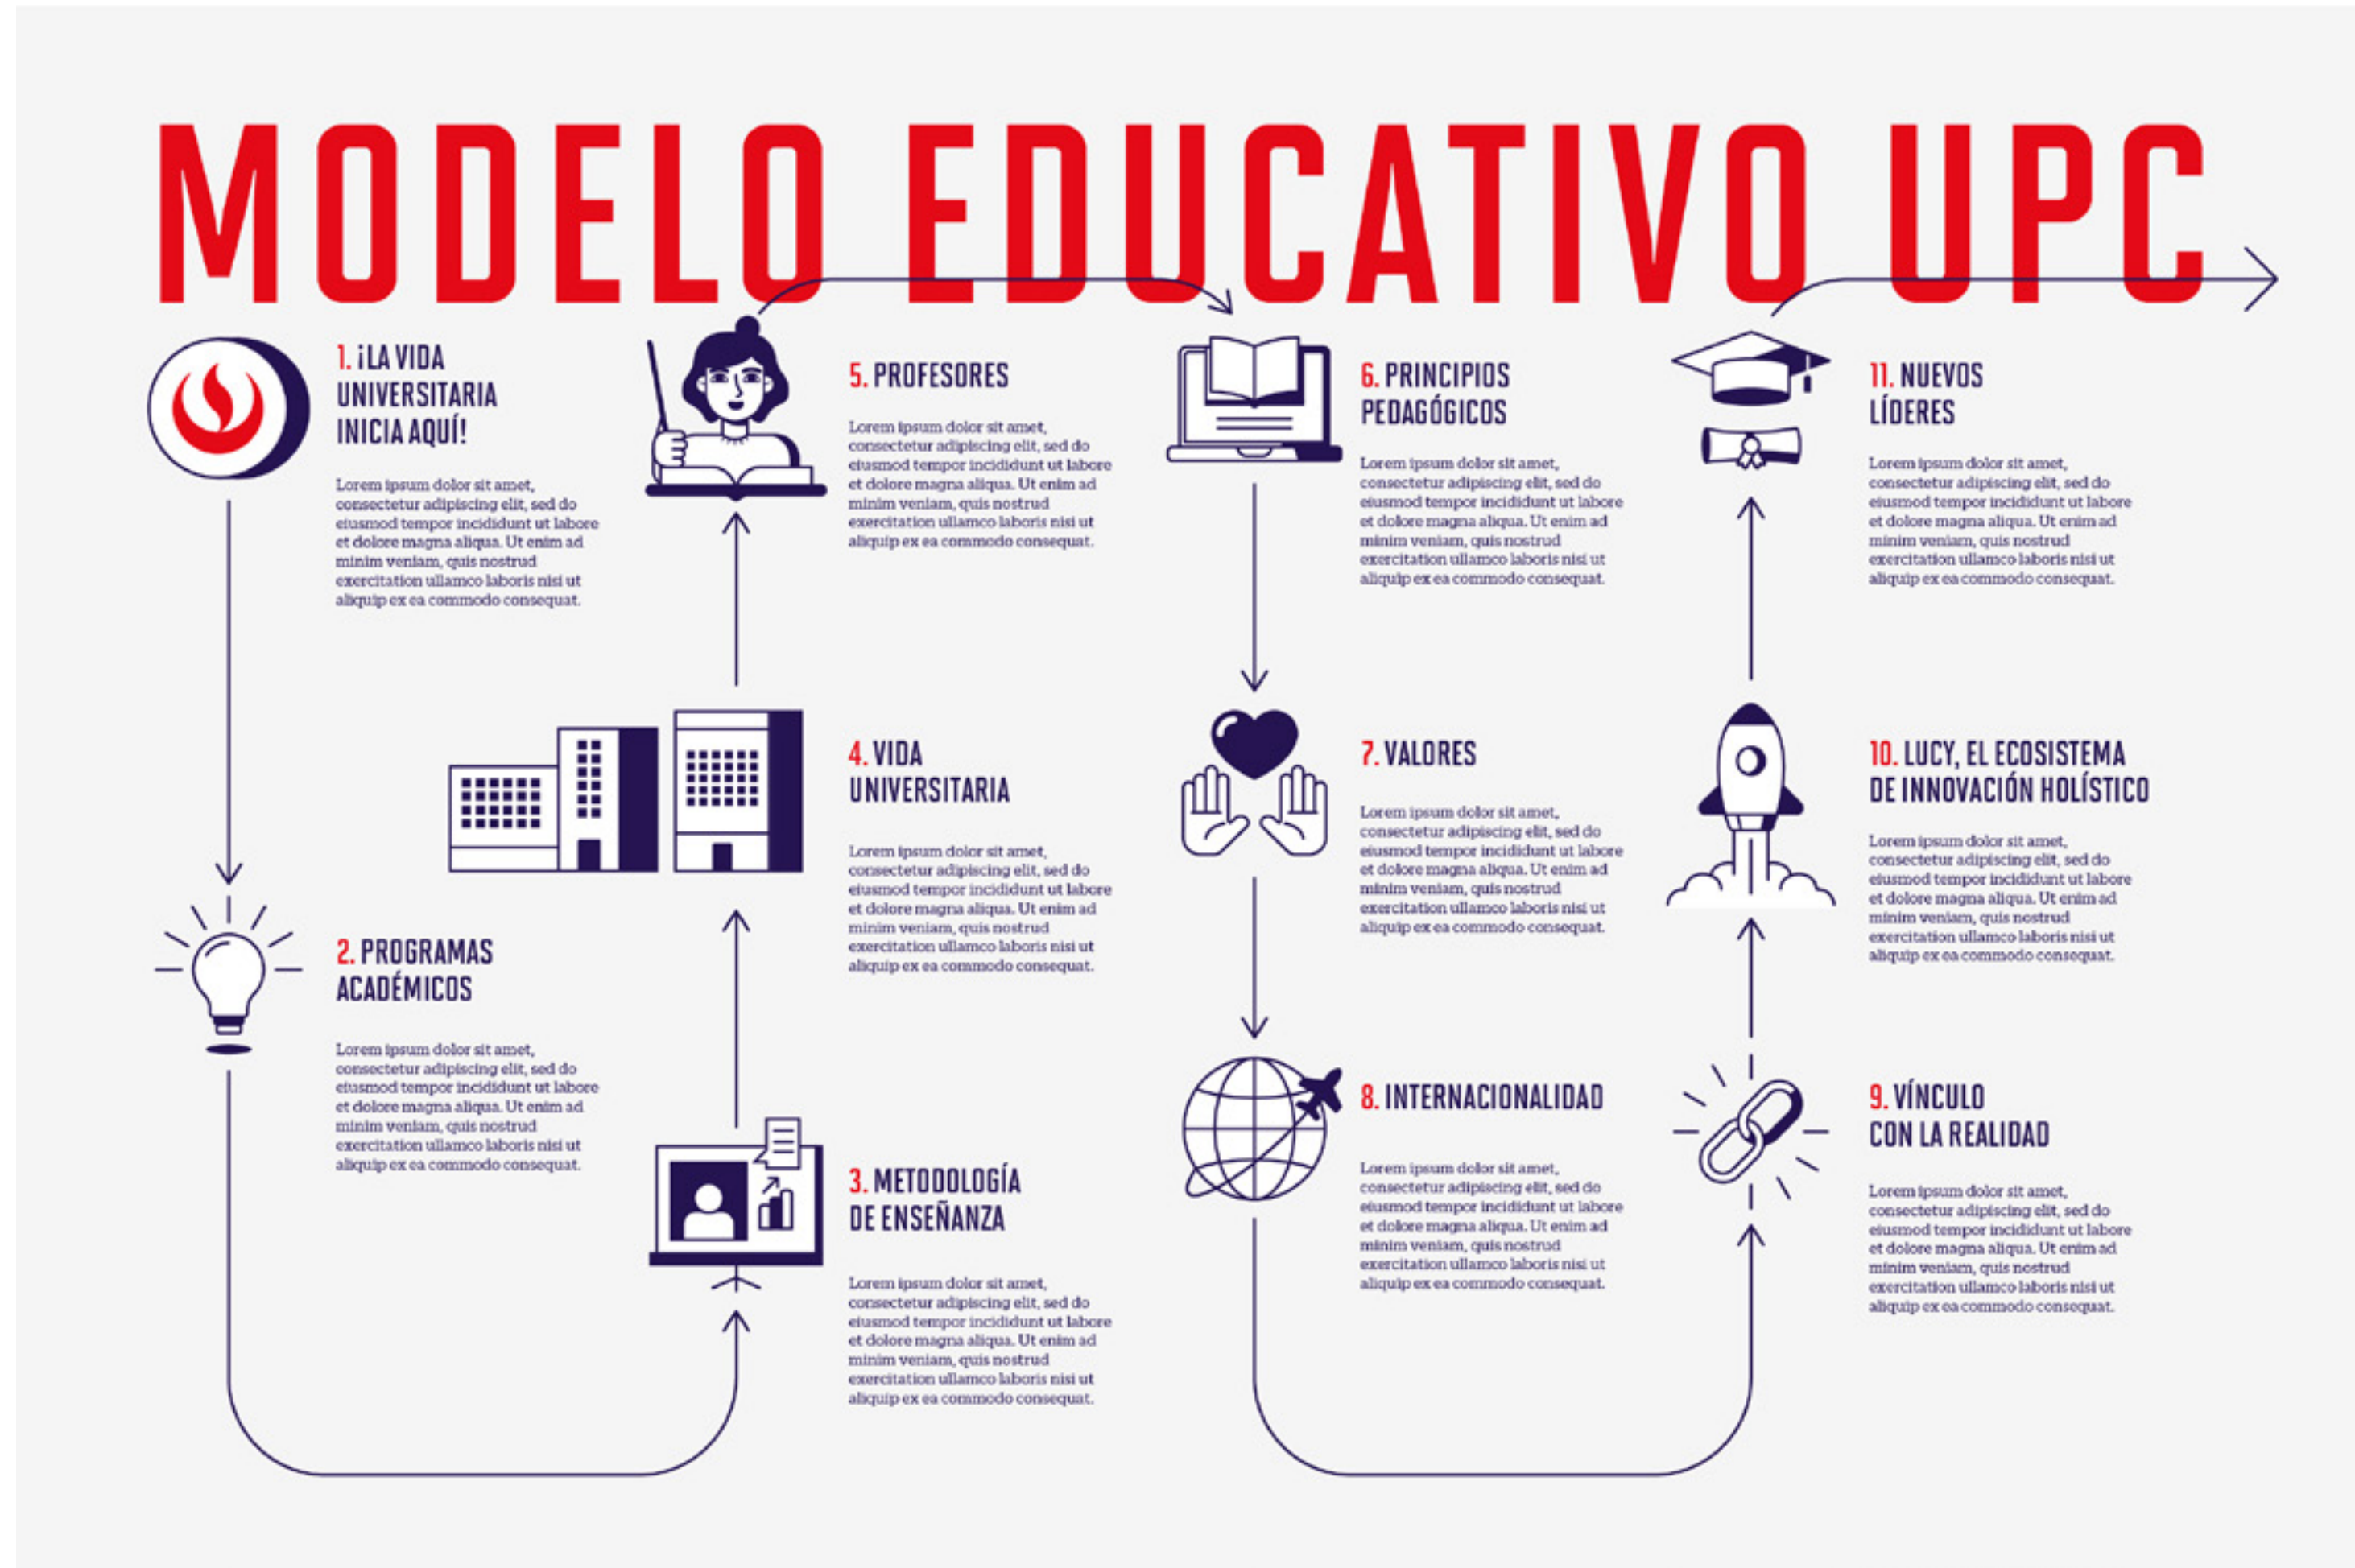 MODELO EDUCATIVO UPC
1. ¡LA VIDA
UNIVERSITARIA
INICIA AQUÍ!
Lorem ipsum dolor sit amet,
consectetur adipiscing elit, sed do
eiusmod tempor incididunt ut labore
et dolore magna aliqua. Ut enim ad
minim veniam, quis nostrud
exercitation ullamco laboris nisi ut
aliquip ex ea commodo consequat.
2. PROGRAMAS
ACADÉMICOS
Lorem ipsum dolor sit amet,
consectetur adipiscing elit, sed do
eiusmod tempor incididunt ut labore
et dolore magna aliqua. Ut enim ad
minim veniam, quis nostrud
exercitation ullamco laboris nisi ut
aliquip ex ea commodo consequat.
3. METODOLOGÍA
DE ENSEÑANZA
Lorem ipsum dolor sit amet,
consectetur adipiscing elit, sed do
eiusmod tempor incididunt ut labore
et dolore magna aliqua. Ut enim ad
minim veniam, quis nostrud
exercitation ullamco laboris nisi ut
aliquip ex ea commodo consequat.
4. VIDA
UNIVERSITARIA
Lorem ipsum dolor sit amet,
consectetur adipiscing elit, sed do
eiusmod tempor incididunt ut labore
et dolore magna aliqua. Ut enim ad
minim veniam, quis nostrud
exercitation ullamco laboris nisi ut
aliquip ex ea commodo consequat.
5. PROFESORES
Lorem ipsum dolor sit amet,
consectetur adipiscing elit, sed do
eiusmod tempor incididunt ut labore
et dolore magna aliqua. Ut enim ad
minim veniam, quis nostrud
exercitation ullamco laboris nisi ut
aliquip ex ea commodo consequat.
6. PRINCIPIOS
PEDAGÓGICOS
Lorem ipsum dolor sit amet,
consectetur adipiscing elit, sed do
eiusmod tempor incididunt ut labore
et dolore magna aliqua. Ut enim ad
minim veniam, quis nostrud
exercitation ullamco laboris nisi ut
aliquip ex ea commodo consequat.
7. VALORES
Lorem ipsum dolor sit amet,
consectetur adipiscing elit, sed do
eiusmod tempor incididunt ut labore
et dolore magna aliqua. Ut enim ad
minim veniam, quis nostrud
exercitation ullamco laboris nisi ut
aliquip ex ea commodo consequat.
8. INTERNACIONALIDAD
Lorem ipsum dolor sit amet,
consectetur adipiscing elit, sed do
eiusmod tempor incididunt ut labore
et dolore magna aliqua. Ut enim ad
minim veniam, quis nostrud
exercitation ullamco laboris nisi ut
aliquip ex ea commodo consequat.
9. VÍNCULO
CON LA REALIDAD
Lorem ipsum dolor sit amet,
consectetur adipiscing elit, sed do
eiusmod tempor incididunt ut labore
et dolore magna aliqua. Ut enim ad
minim veniam, quis nostrud
exercitation ullamco laboris nisi ut
aliquip ex ea commodo consequat.
10. LUCY, EL ECOSISTEMA
DE INNOVACIÓN HOLÍSTICO
Lorem ipsum dolor sit amet,
consectetur adipiscing elit, sed do
eiusmod tempor incididunt ut labore
et dolore magna aliqua. Ut enim ad
minim veniam, quis nostrud
exercitation ullamco laboris nisi ut
aliquip ex ea commodo consequat.
11. NUEVOS
LÍDERES
Lorem ipsum dolor sit amet,
consectetur adipiscing elit, sed do
eiusmod tempor incididunt ut labore
et dolore magna aliqua. Ut enim ad
minim veniam, quis nostrud
exercitation ullamco laboris nisi ut
aliquip ex ea commodo consequat.